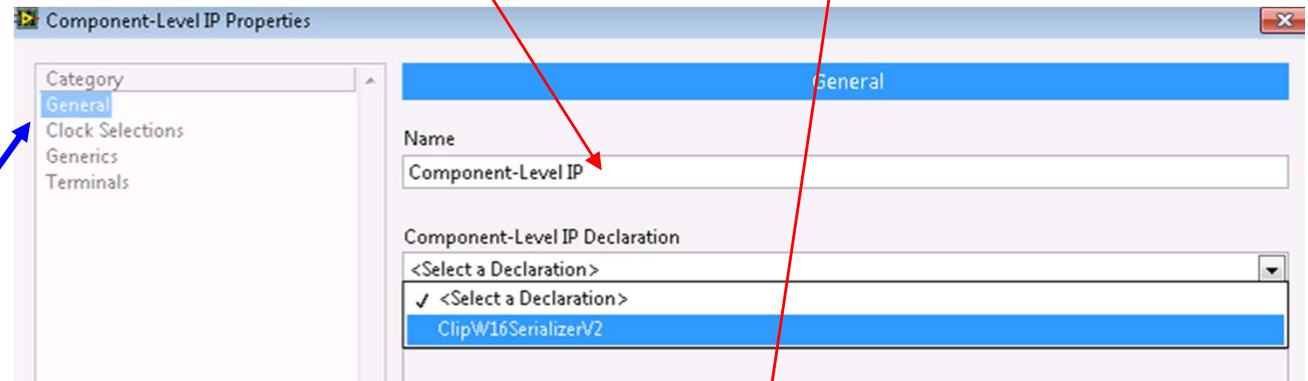 Component-Level IP Properties
Category
General
Clock Selections
Generics
Terminals
General
Name
Component-Level IP
Component-Level IP Declaration
<Select a Declaration>
✓ <Select a Declaration>
ClipW16SerializerV2